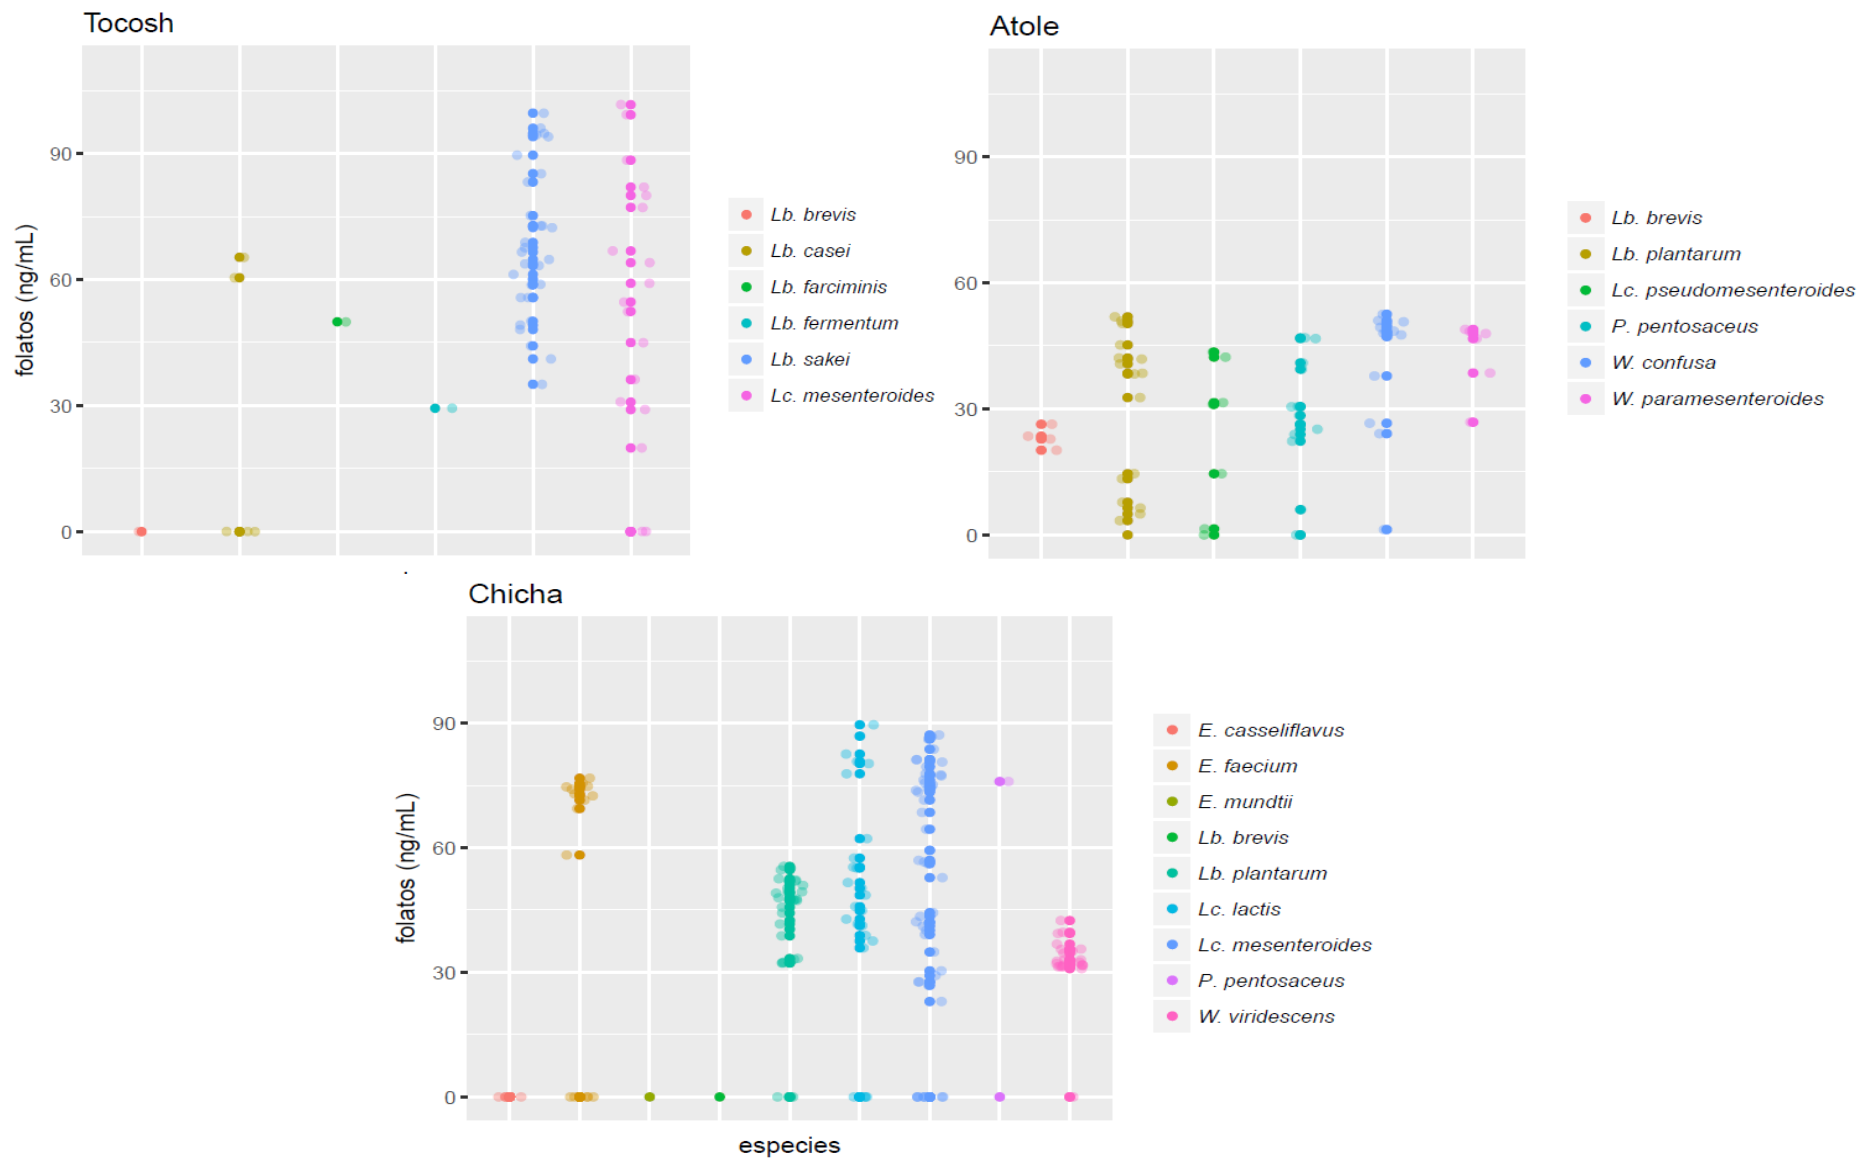 Tocosh
folatos (ng/mL)
90
60
30
0
Lb. brevis
Lb. casei
Lb. farciminis
Lb. fermentum
Lb. sakei
Lc. mesenteroides
Atole
90
60
30
0
Lb. brevis
Lb. plantarum
Lc. pseudomesenteroides
P. pentosaceus
W. confusa
W. paramesenteroides
Chicha
folatos (ng/mL)
90
60
30
0
especies
E. casseliflavus
E. faecium
E. mundtii
Lb. brevis
Lb. plantarum
Lc. lactis
Lc. mesenteroides
P. pentosaceus
W. viridescens